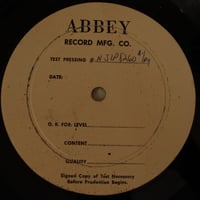 ABBEY
RECORD MFG. CO.
TEST PRESSING #
DATE:
O. K. FOR: LEVEL
CONTENT
QUALITY
Signed Copy of Test Necessary
Before Production Begins.